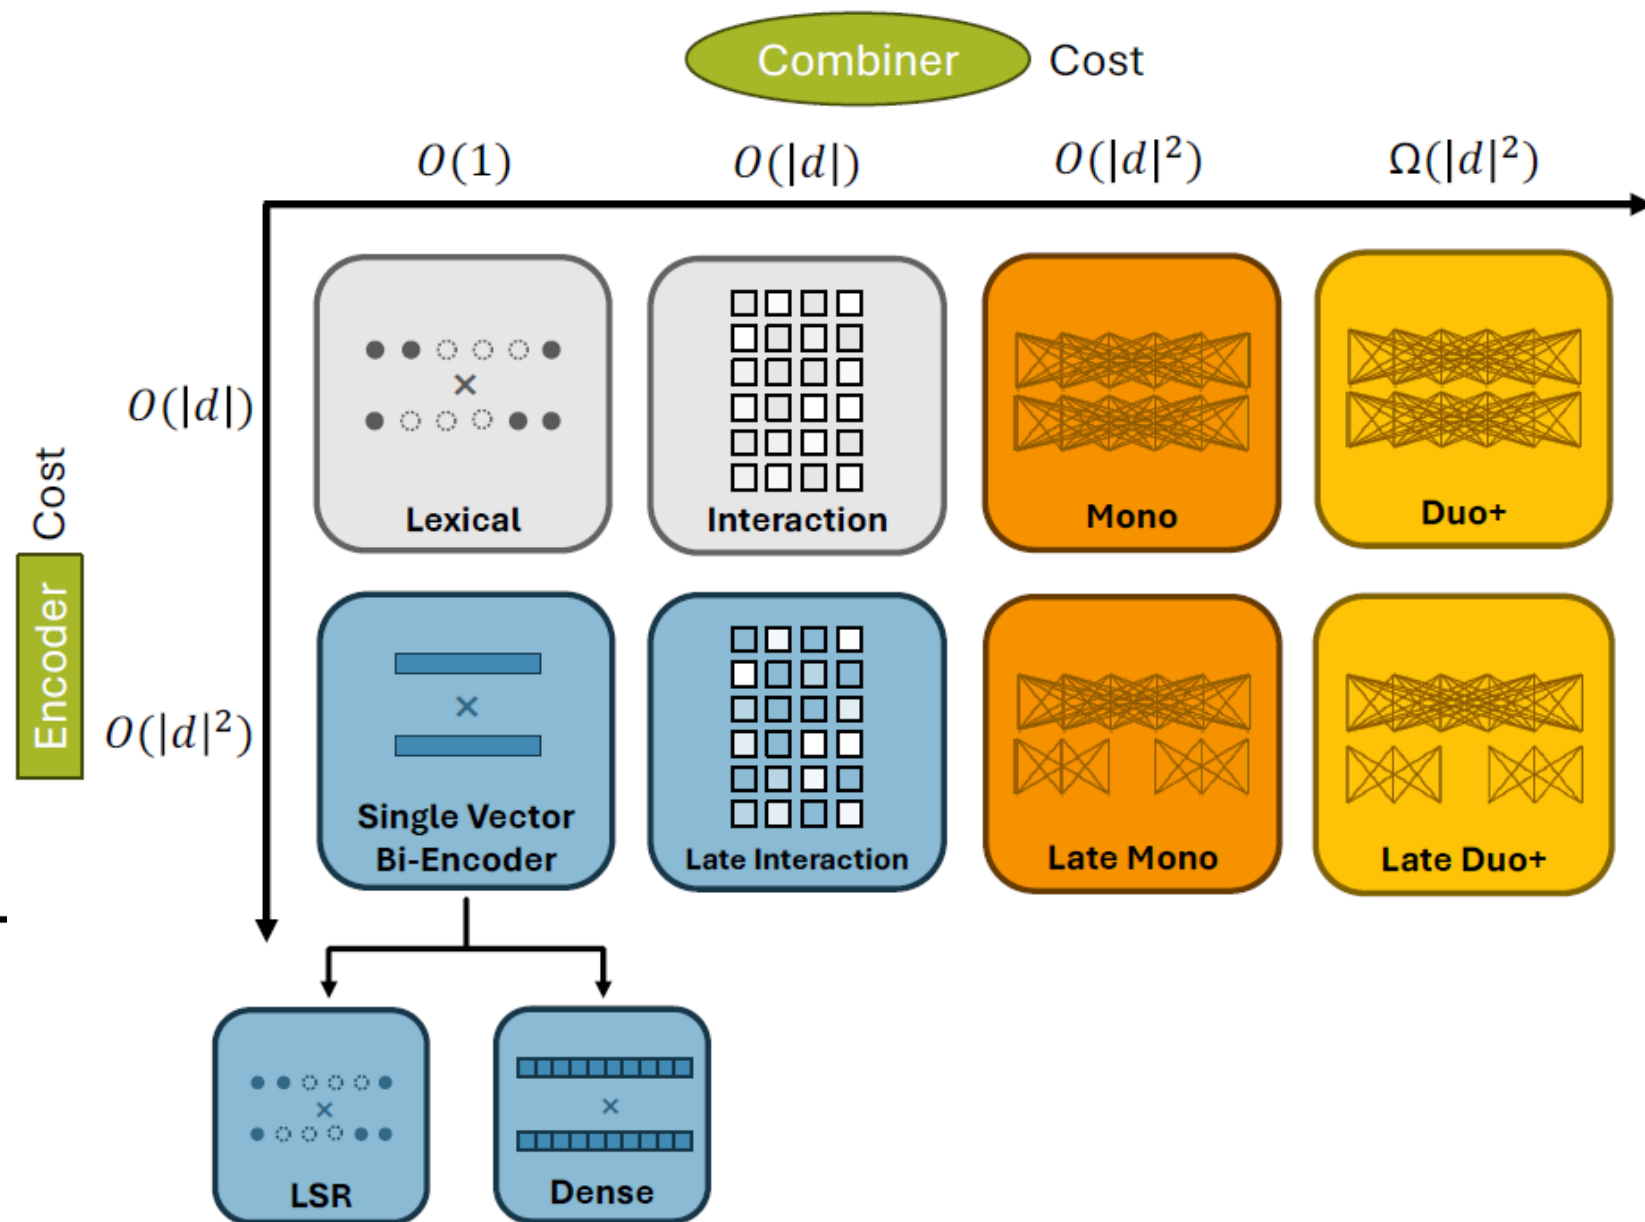 Combiner Cost
O(1) O(|d|) O(|d|²) Ω(|d|²)
Encoder Cost
O(|d|)
Lexical Interaction Mono Duo+
O(|d|²)
Single Vector
Bi-Encoder
Late Interaction Late Mono Late Duo+
LSR Dense